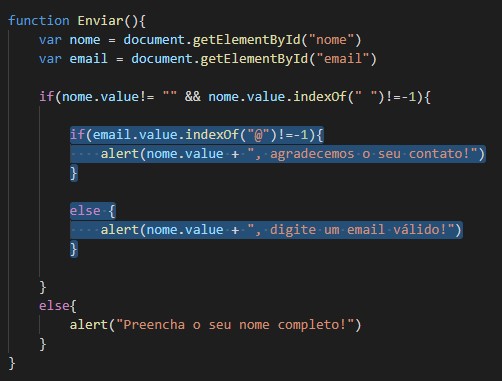 function Enviar(){
var nome = document.getElementById("nome")
var email = document.getElementById("email")
if(nome.value!= "" && nome.value.indexOf(" ")!=-1){
if(email.value.indexOf("@")!=-1){
alert(nome.value + ", agradecemos o seu contato!")
}
else {
alert(nome.value + ", digite um email válido!")
}
}
else{
alert("Preencha o seu nome completo!")
}
}